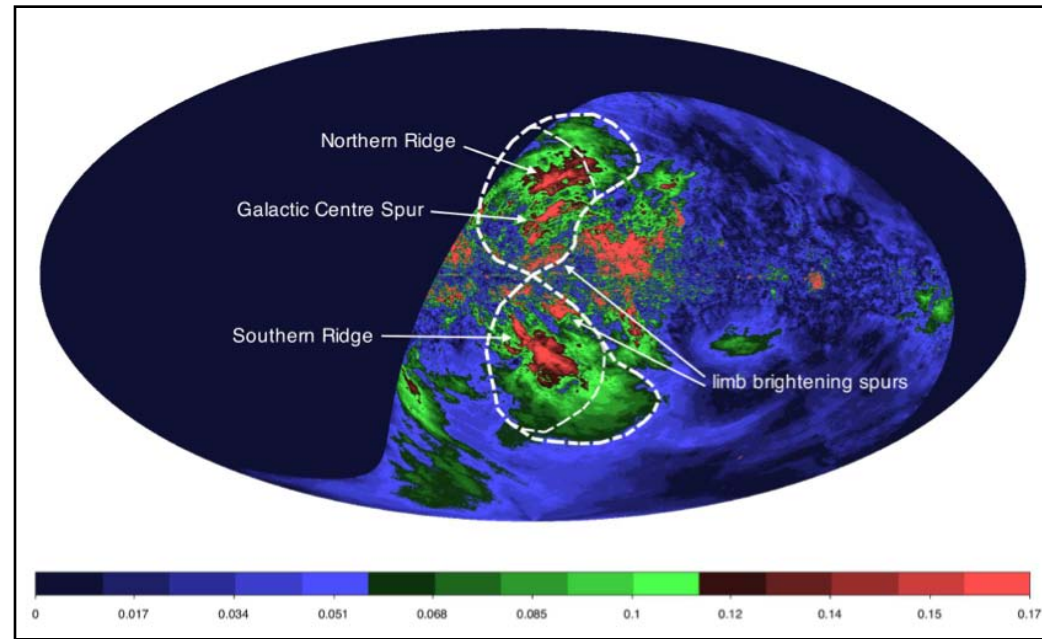 Northern Ridge
Galactic Centre Spur
Southern Ridge
limb brightening spurs
0 0.017 0.034 0.051 0.068 0.085 0.1 0.12 0.14 0.15 0.17